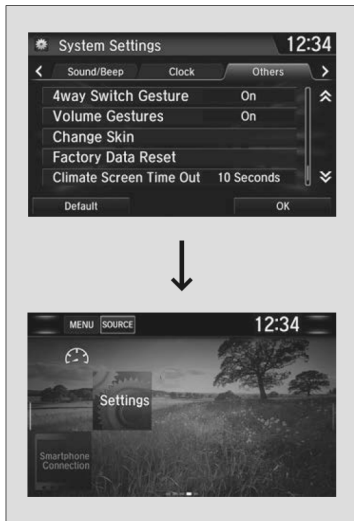 System Settings 12:34
Sound/Beep Clock Others
4way Switch Gesture On
Volume Gestures On
Change Skin
Factory Data Reset
Climate Screen Time Out 10 Seconds
Default OK
MENU SOURCE 12:34
Settings
Smartphone
Connection